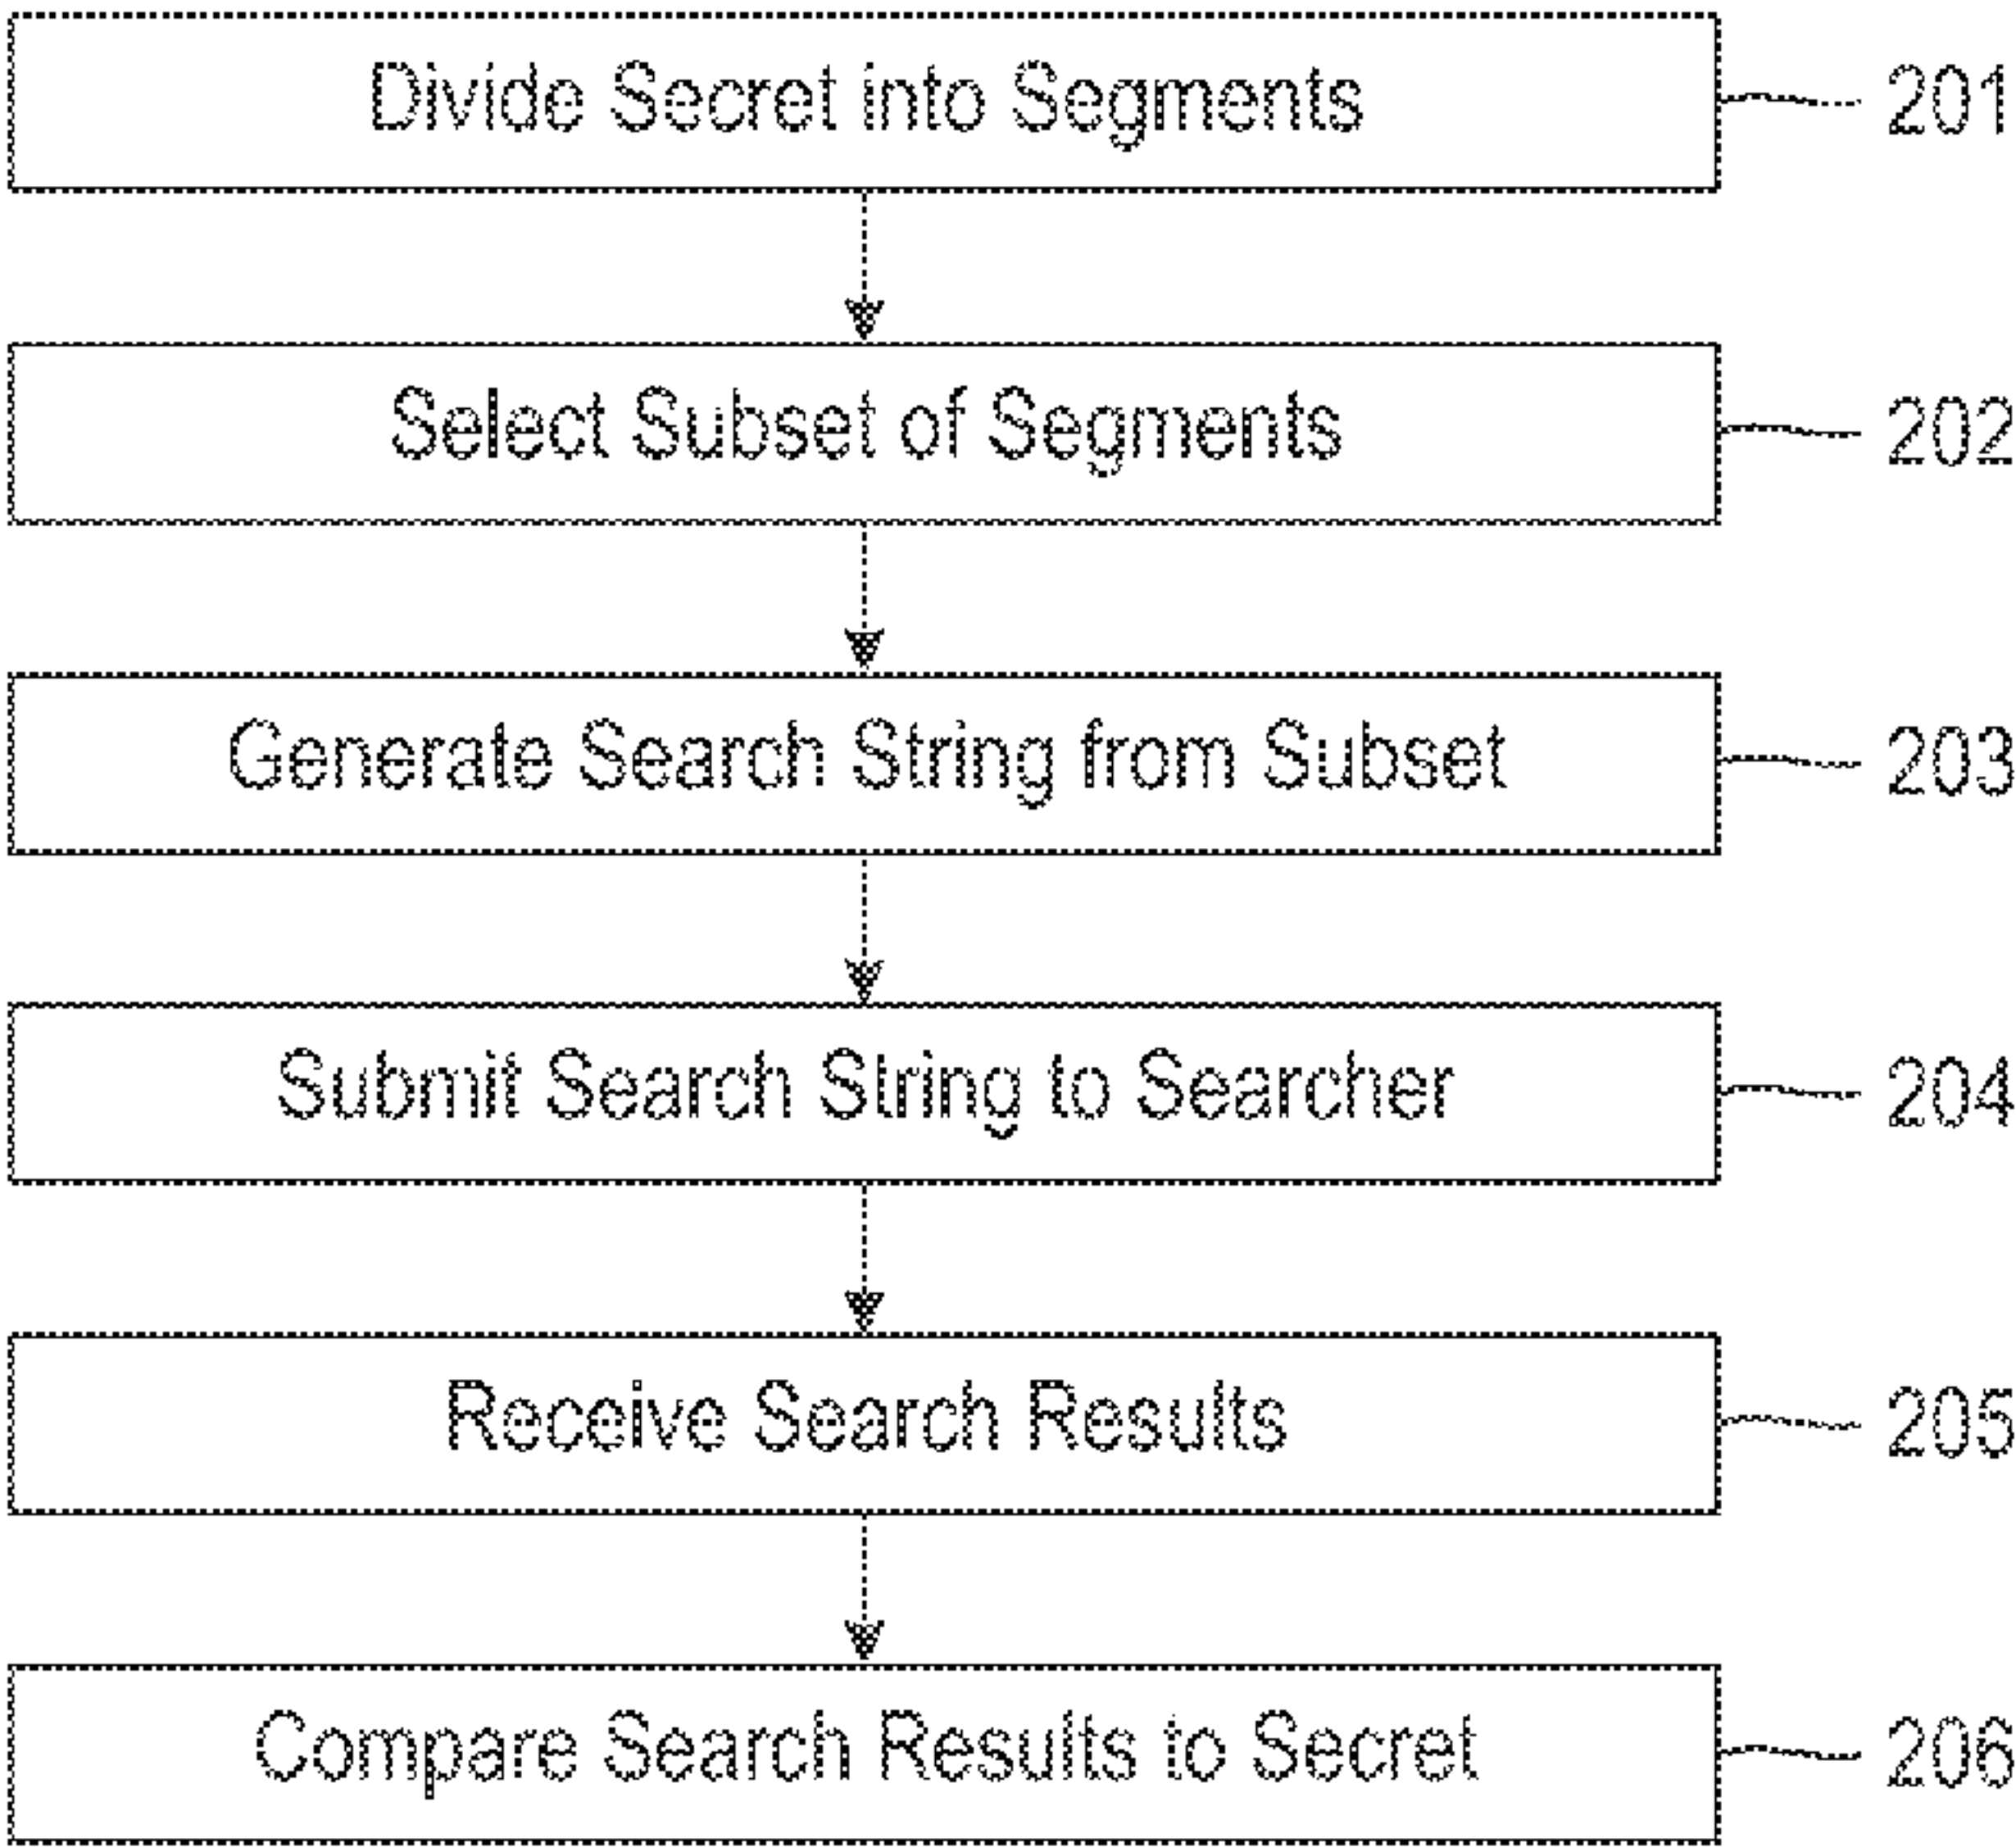 Divide Secret into Segments 201
Select Subset of Segments 202
Generate Search String from Subset 203
Submit Search String to Searcher 204
Receive Search Results 205
Compare Search Results to Secret 206